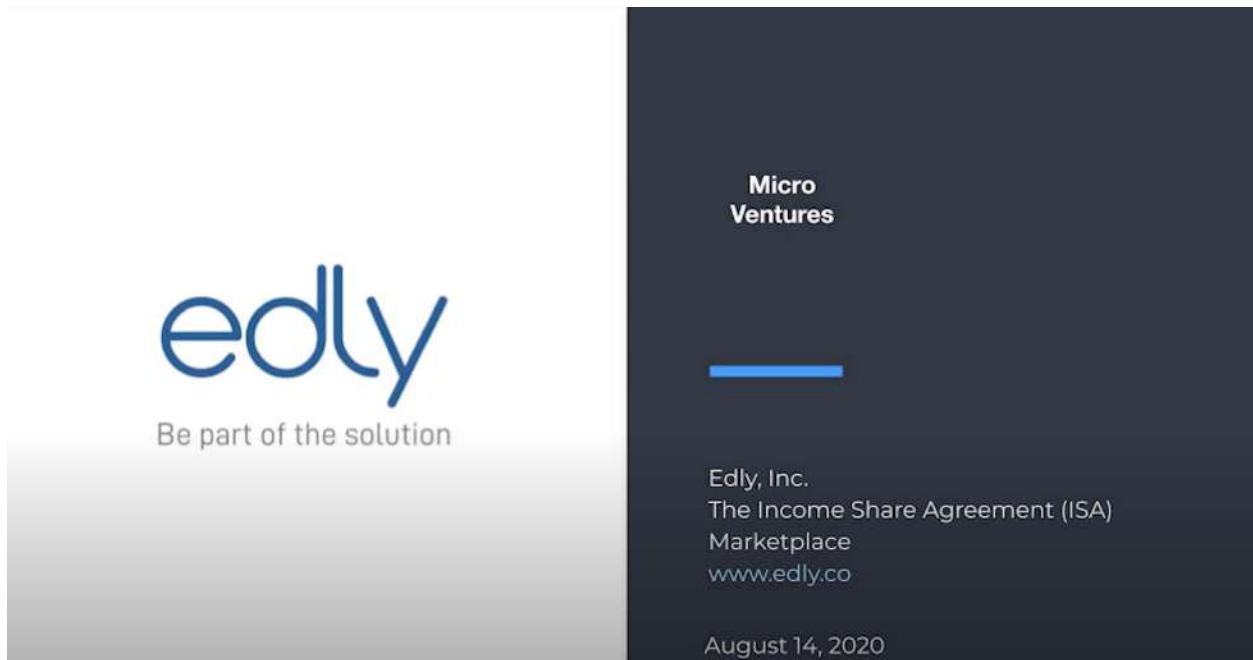 edly
Be part of the solution
Micro
Ventures
Edly, Inc.
The Income Share Agreement (ISA)
Marketplace
www.edly.co
August 14, 2020